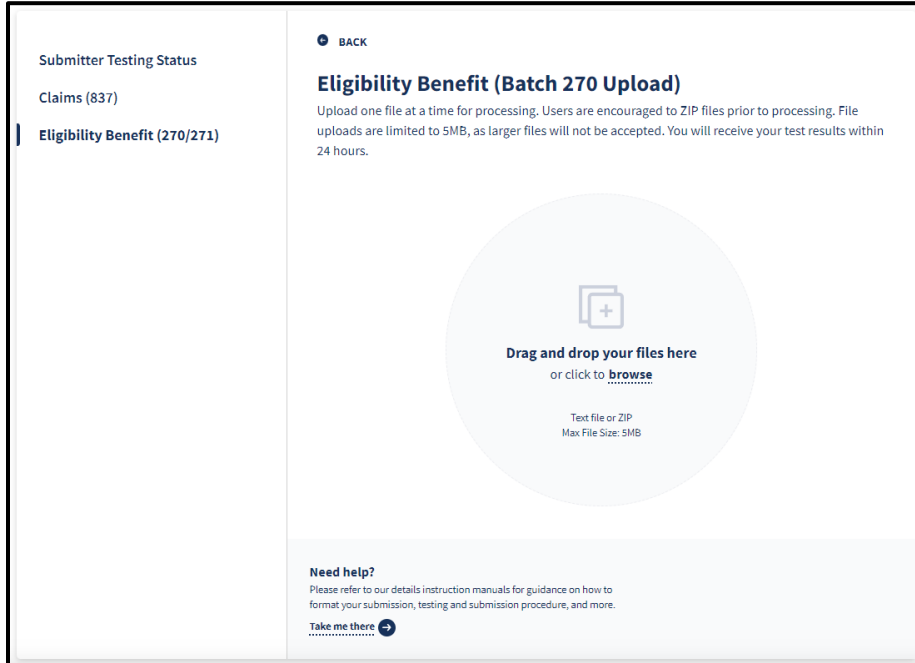 Submitter Testing Status
Claims (837)
Eligibility Benefit (270/271)
BACK
Eligibility Benefit (Batch 270 Upload)
Upload one file at a time for processing. Users are encouraged to ZIP files prior to processing. File
uploads are limited to 5MB, as larger files will not be accepted. You will receive your test results within
24 hours.
Drag and drop your files here
or click to browse
Text file or ZIP
Max File Size: 5MB
Need help?
Please refer to our details instruction manuals for guidance on how to
format your submission, testing and submission procedure, and more.
Take me there